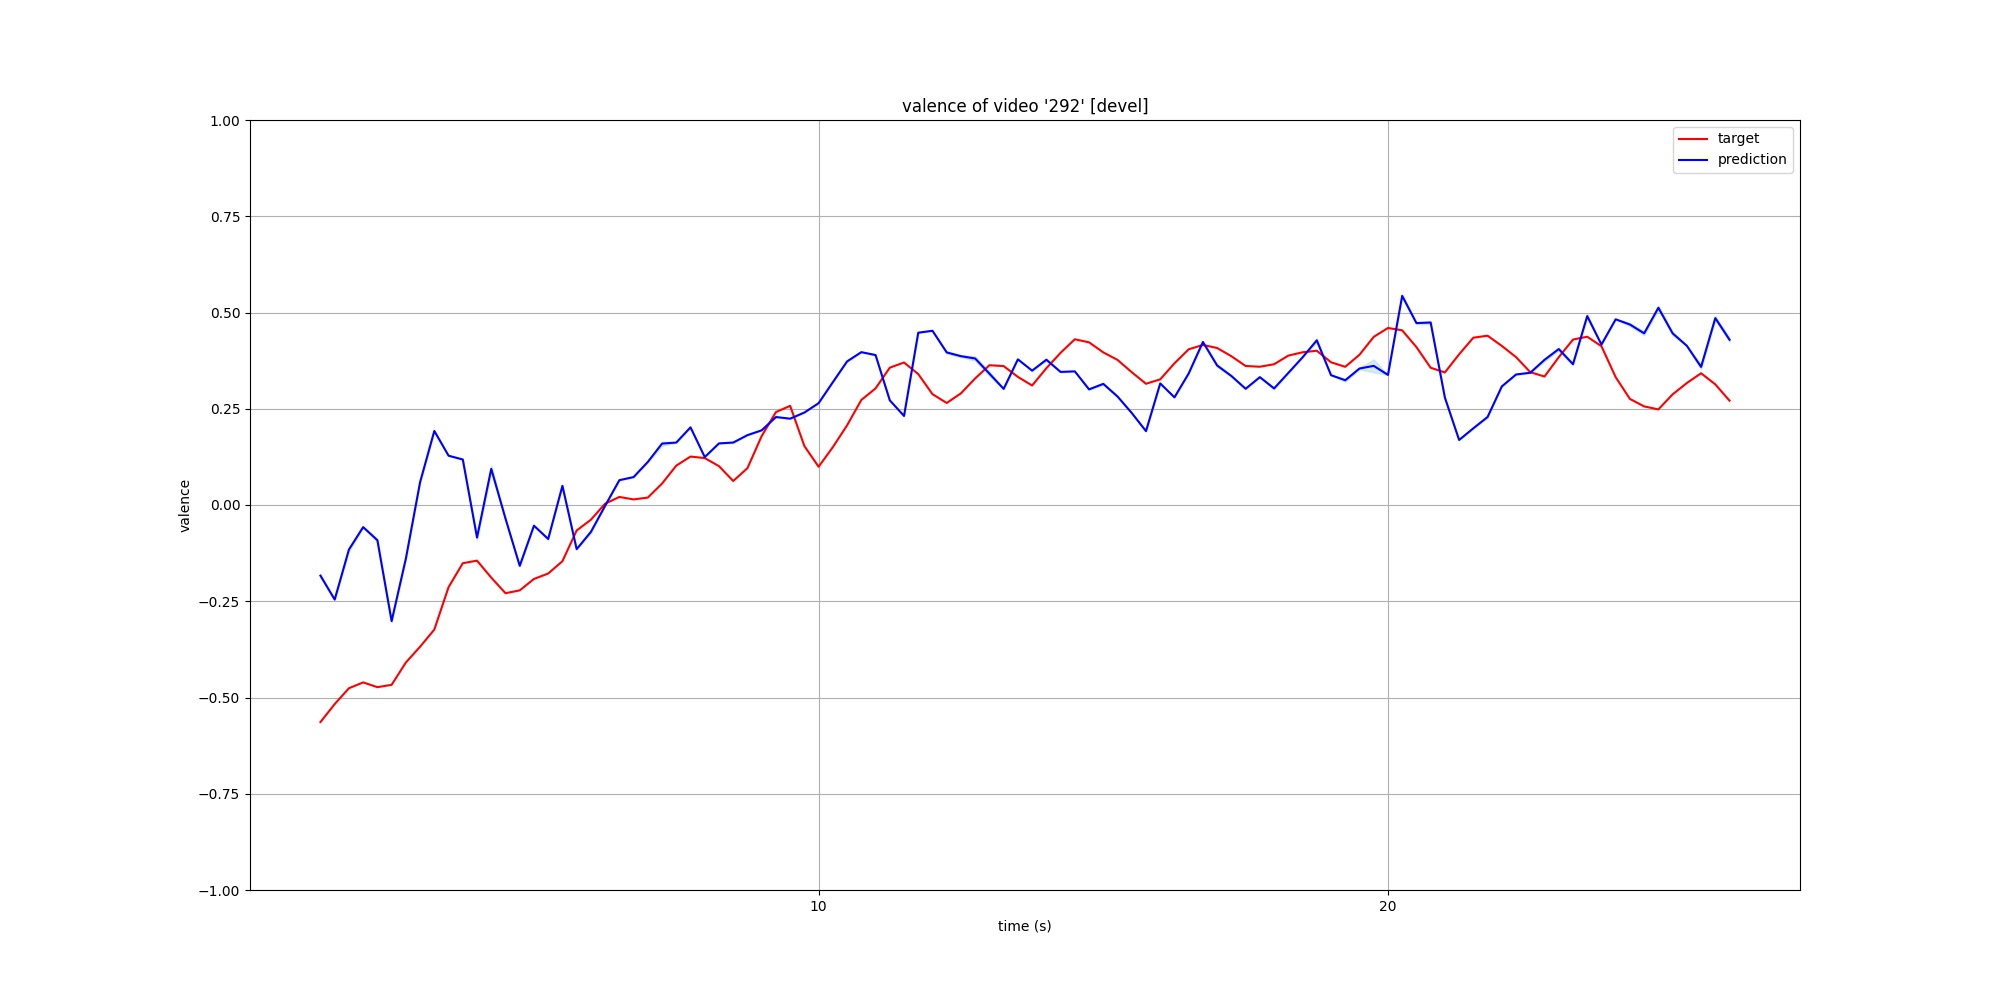 valence of video '292' [devel]
target
prediction
1.00
0.75
0.50
0.25
0.00
−0.25
−0.50
−0.75
−1.00
valence
10
20
time (s)